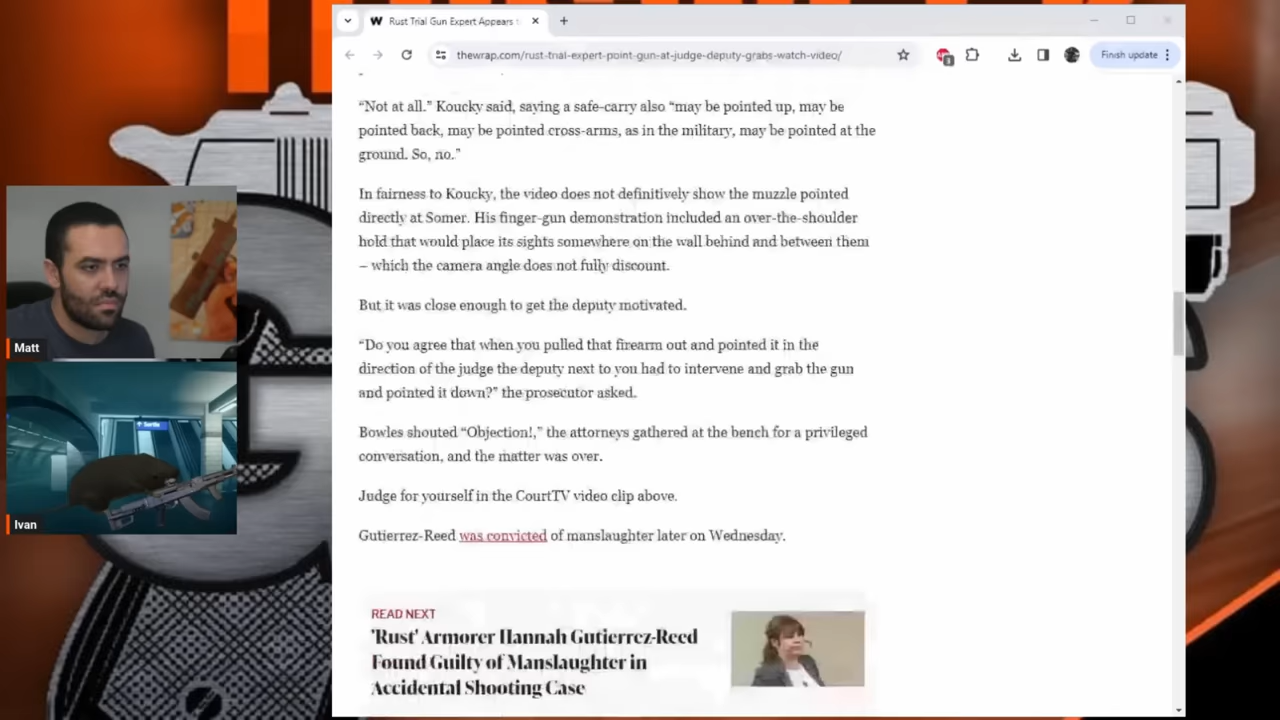 Rust Trial Gun Expert Appears
thewrap.com/rust-trial-expert-point-gun-at-judge-deputy-grabs-watch-video/
Finish update
“Not at all.” Koucky said, saying a safe-carry also “may be pointed up, may be
pointed back, may be pointed cross-arms, as in the military, may be pointed at the
ground. So, no.”
In fairness to Koucky, the video does not definitively show the muzzle pointed
directly at Somer. His finger-gun demonstration included an over-the-shoulder
hold that would place its sights somewhere on the wall behind and between them
– which the camera angle does not fully discount.
But it was close enough to get the deputy motivated.
“Do you agree that when you pulled that firearm out and pointed it in the
direction of the judge the deputy next to you had to intervene and grab the gun
and pointed it down?” the prosecutor asked.
Bowles shouted “Objection!,” the attorneys gathered at the bench for a privileged
conversation, and the matter was over.
Judge for yourself in the CourtTV video clip above.
Gutierrez-Reed was convicted of manslaughter later on Wednesday.
READ NEXT
'Rust' Armorer Hannah Gutierrez-Reed
Found Guilty of Manslaughter in
Accidental Shooting Case
Matt
Sortie
Ivan